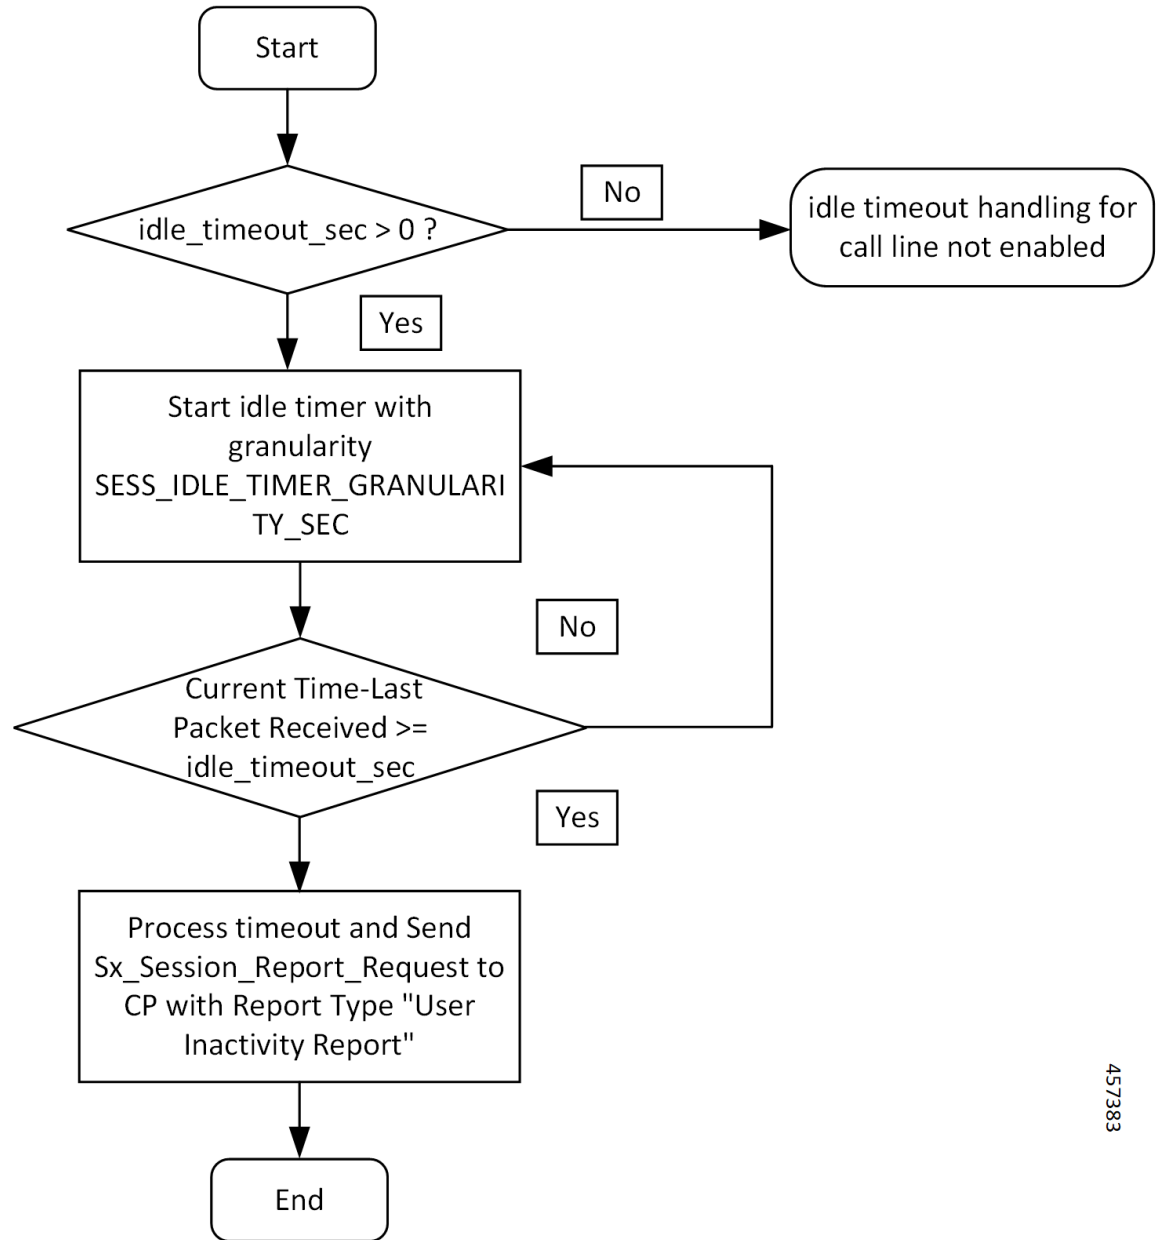 Start
idle_timeout_sec > 0 ?
No
idle timeout handling for
call line not enabled
Yes
Start idle timer with
granularity
SESS_IDLE_TIMER_GRANULARI
TY_SEC
No
Current Time-Last
Packet Received >=
idle_timeout_sec
Yes
Process timeout and Send
Sx_Session_Report_Request to
CP with Report Type "User
Inactivity Report"
End
457383